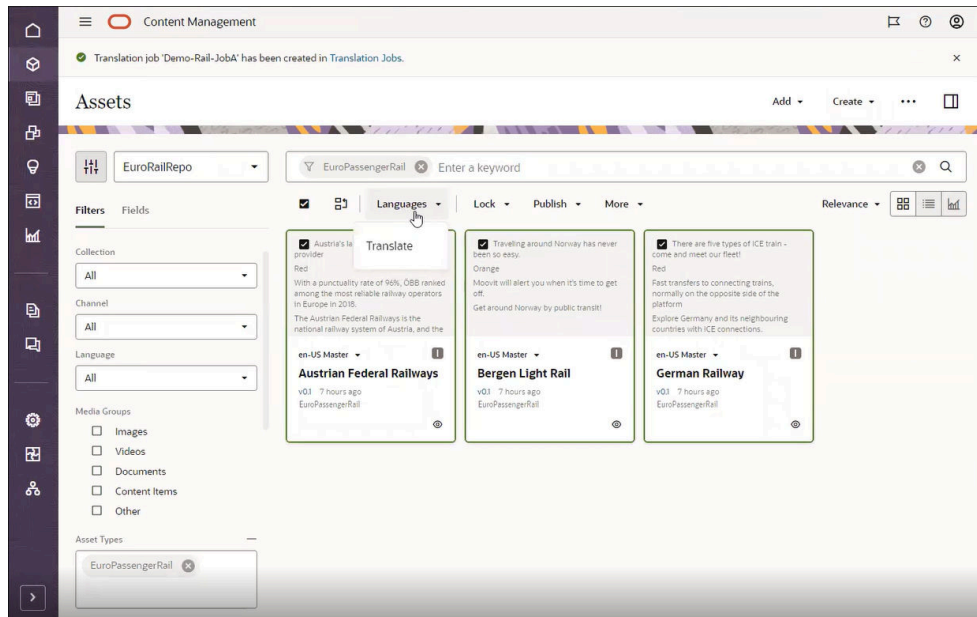 Content Management
Translation job 'Demo-Rail-JobA' has been created in Translation Jobs.
Assets
Add
Create
EuroRailRepo
EuroPassengerRail
Enter a keyword
Filters
Fields
Languages
Lock
Publish
More
Relevance
Translate
Collection
All
Channel
All
Language
All
Media Groups
Images
Videos
Documents
Content Items
Other
Asset Types
EuroPassengerRail
Austria's la
provider
Red
With a punctuality rate of 96%, ÖBB ranked
among the most reliable railway operators
in Europe in 2018.
The Austrian Federal Railways is the
national railway system of Austria, and the
en-US Master
I
Austrian Federal Railways
v0.1 7 hours ago
EuroPassengerRail
Traveling around Norway has never
been so easy.
Orange
Moovit will alert you when it's time to get
off.
Get around Norway by public transit!
en-US Master
I
Bergen Light Rail
v0.1 7 hours ago
EuroPassengerRail
There are five types of ICE train -
come and meet our fleet!
Red
Fast transfers to connecting trains,
normally on the opposite side of the
platform
Explore Germany and its neighbouring
countries with ICE connections.
en-US Master
I
German Railway
v0.1 7 hours ago
EuroPassengerRail